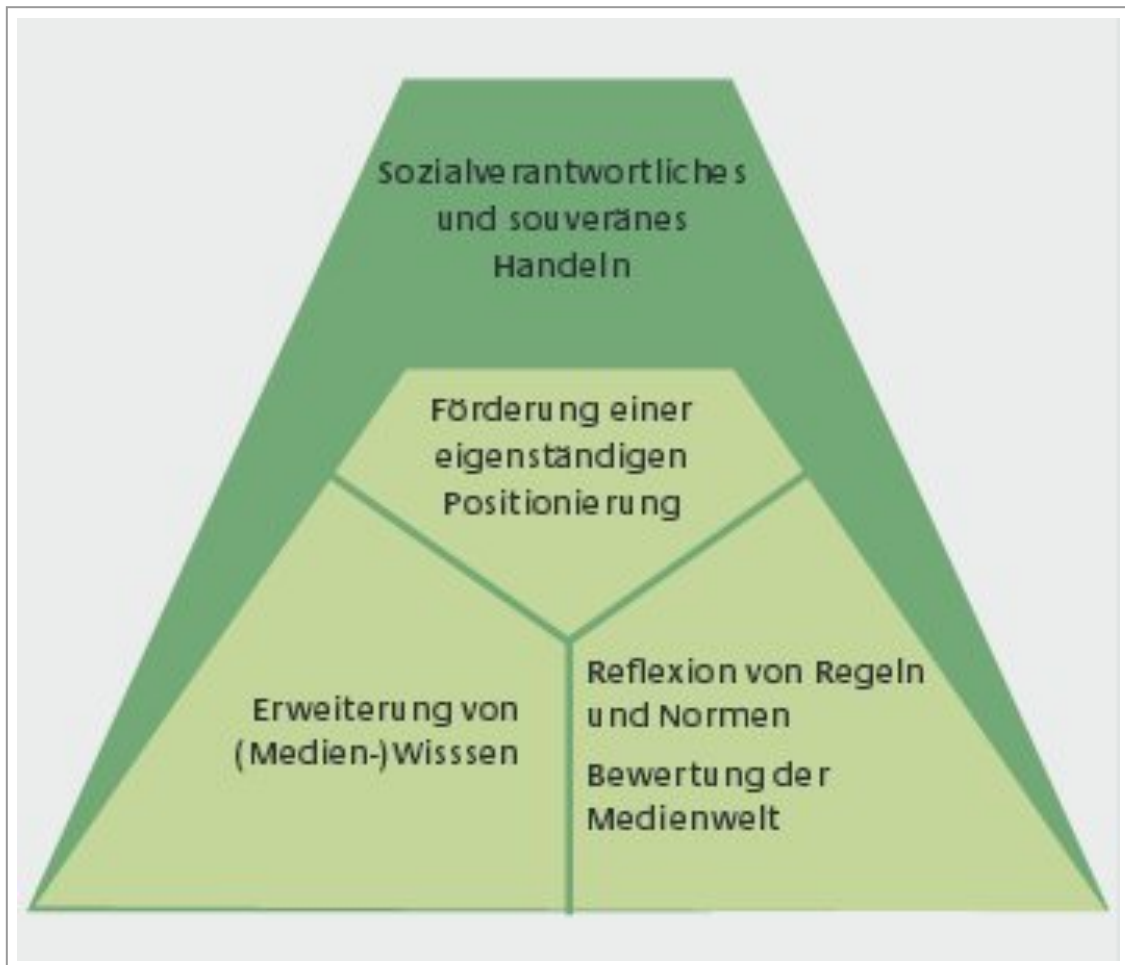 Sozialverantwortliches
und souveränes
Handeln
Förderung einer
eigenständigen
Positionierung
Erweiterung von
(Medien-)Wisssen
Reflexion von Regeln
und Normen
Bewertung der
Medienwelt